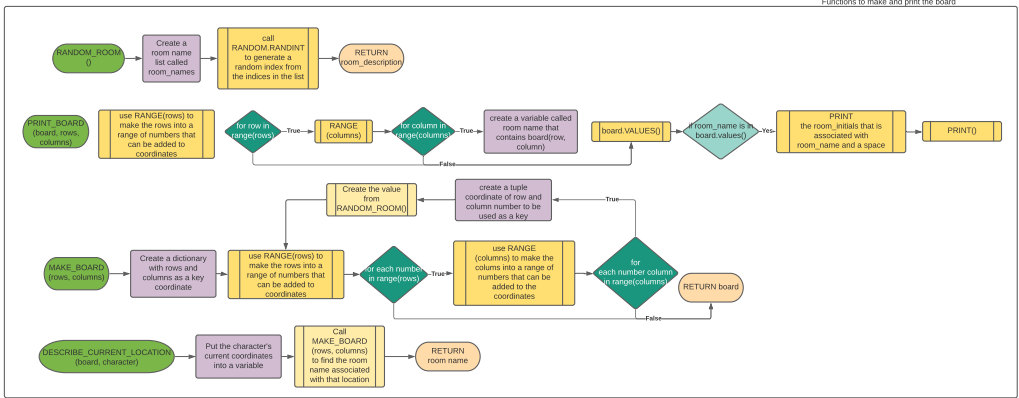 Functions to make and print the board
RANDOM_ROOM
()
Create a
room name
list called
room_names
call
RANDOM.RANDINT
to generate a
random index from
the indices in the list
RETURN
room_description
PRINT_BOARD
(board, rows,
columns)
use RANGE(rows) to
make the rows into a
range of numbers that
can be added to
coordinates
for row in
range(rows)
True
RANGE
(columns)
for column in
range(columns)
True
create a variable called
room name that
contains board(row,
column)
board.VALUES()
if room_name is in
board.values()
Yes
PRINT
the room_initials that is
associated with
room_name and a space
PRINT()
False
Create the value
from
RANDOM_ROOM()
create a tuple
coordinate of row and
column number to be
used as a key
True
MAKE_BOARD
(rows, columns)
Create a dictionary
with rows and
columns as a key
coordinate
use RANGE(rows) to
make the rows into a
range of numbers that
can be added to
coordinates
for each number
in range(rows)
True
use RANGE
(columns) to make the
colums into a range of
numbers that can be
added to the
coordinates
for
each number column
in range(columns)
RETURN board
False
DESCRIBE_CURRENT_LOCATION
(board, character)
Put the character's
current coordinates
into a variable
Call
MAKE_BOARD
(rows, columns)
to find the room
name associated
with that location
RETURN
room name